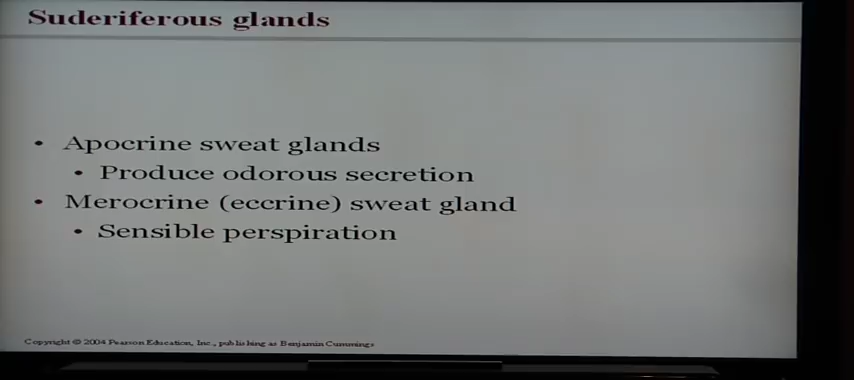 Suderiferous glands
• Apocrine sweat glands
• Produce odorous secretion
• Merocrine (eccrine) sweat gland
• Sensible perspiration
Copyright © 2004 Pearson Education, Inc., publishing as Benjamin Cummings